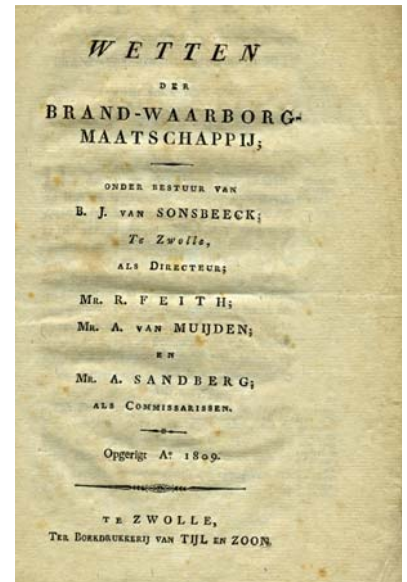 WETTEN
DER
BRAND-WAARBORG-
MAATSCHAPPIJ;
ONDER BESTUUR VAN
B. J. VAN SONSBEECK;
Te Zwolle,
ALS DIRECTEUR;
MR. R. FEITH;
MR. A. VAN MUIJDEN;
EN
MR. A. SANDBERG;
ALS COMMISSARISSEN.
Opgerigt Ao. 1809.
TE ZWOLLE,
TER BOEKDRUKKERIJ VAN TIJL EN ZOON.